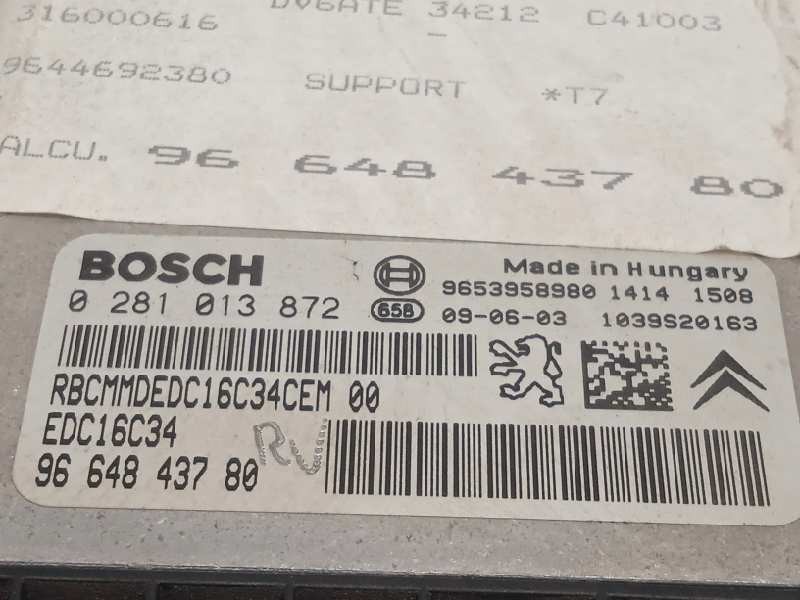 316000616 DV6ATE 34212 C41003
9644692380 SUPPORT *T7
ALCU. 96 648 437 80
BOSCH
Made in Hungary
0 281 013 872
658
9653958980 1414 1508
09-06-03 1039S20163
RBCMMDEDC16C34CEM 00
EDC16C34
RV
96 648 437 80